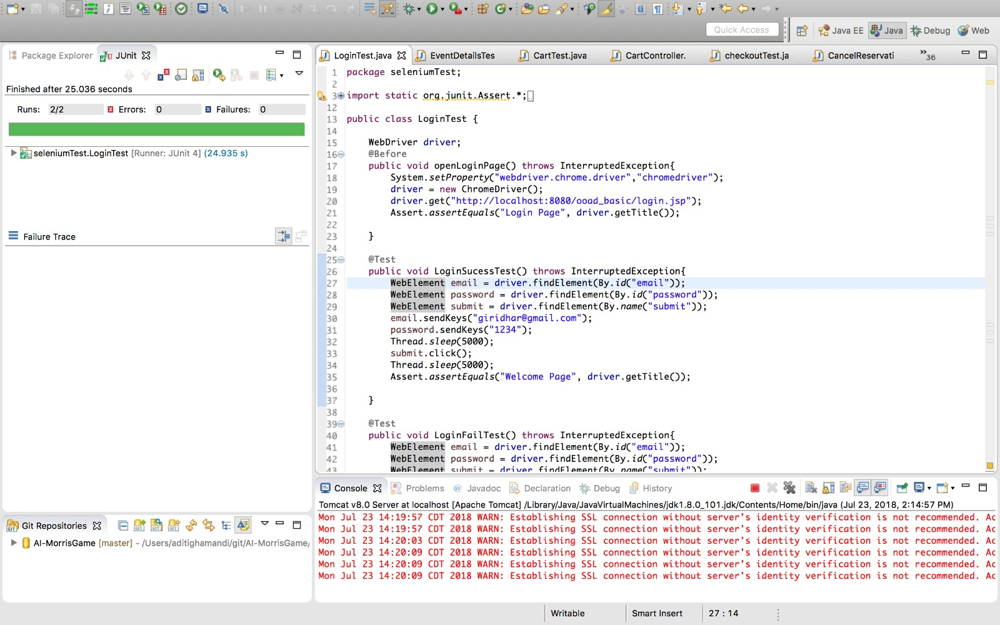 Quick Access
Java EE
Java
Debug
Web
Package Explorer
JUnit
Finished after 25.036 seconds
Runs: 2/2 Errors: 0 Failures: 0
seleniumTest.LoginTest [Runner: JUnit 4] (24.935 s)
Failure Trace
Git Repositories
AI-MorrisGame [master] - /Users/aditighamandi/git/AI-MorrisGame/
LoginTest.java
EventDetailsTes
CartTest.java
CartController.
checkoutTest.ja
CancelReservati
»36
1 package seleniumTest;
2
3 import static org.junit.Assert.*;
12
13 public class LoginTest {
14
15 WebDriver driver;
16 @Before
17 public void openLoginPage() throws InterruptedException{
18 System.setProperty("webdriver.chrome.driver","chromedriver");
19 driver = new ChromeDriver();
20 driver.get("http://localhost:8080/ooad_basic/login.jsp");
21 Assert.assertEquals("Login Page", driver.getTitle());
22
23 }
24
25 @Test
26 public void LoginSucessTest() throws InterruptedException{
27 WebElement email = driver.findElement(By.id("email"));
28 WebElement password = driver.findElement(By.id("password"));
29 WebElement submit = driver.findElement(By.name("submit"));
30 email.sendKeys("giridhar@gmail.com");
31 password.sendKeys("1234");
32 Thread.sleep(5000);
33 submit.click();
34 Thread.sleep(5000);
35 Assert.assertEquals("Welcome Page", driver.getTitle());
36
37 }
38
39 @Test
40 public void LoginFailTest() throws InterruptedException{
41 WebElement email = driver.findElement(By.id("email"));
42 WebElement password = driver.findElement(By.id("password"));
43 WebElement submit = driver.findElement(By.name("submit"));
Console
Problems
Javadoc
Declaration
Debug
History
Tomcat v8.0 Server at localhost [Apache Tomcat] /Library/Java/JavaVirtualMachines/jdk1.8.0_101.jdk/Contents/Home/bin/java (Jul 23, 2018, 2:14:57 PM)
Mon Jul 23 14:19:57 CDT 2018 WARN: Establishing SSL connection without server's identity verification is not recommended. Ac
Mon Jul 23 14:19:57 CDT 2018 WARN: Establishing SSL connection without server's identity verification is not recommended. Ac
Mon Jul 23 14:20:03 CDT 2018 WARN: Establishing SSL connection without server's identity verification is not recommended. Ac
Mon Jul 23 14:20:09 CDT 2018 WARN: Establishing SSL connection without server's identity verification is not recommended. Ac
Mon Jul 23 14:20:09 CDT 2018 WARN: Establishing SSL connection without server's identity verification is not recommended. Ac
Mon Jul 23 14:20:09 CDT 2018 WARN: Establishing SSL connection without server's identity verification is not recommended. Ac
Writable
Smart Insert
27 : 14